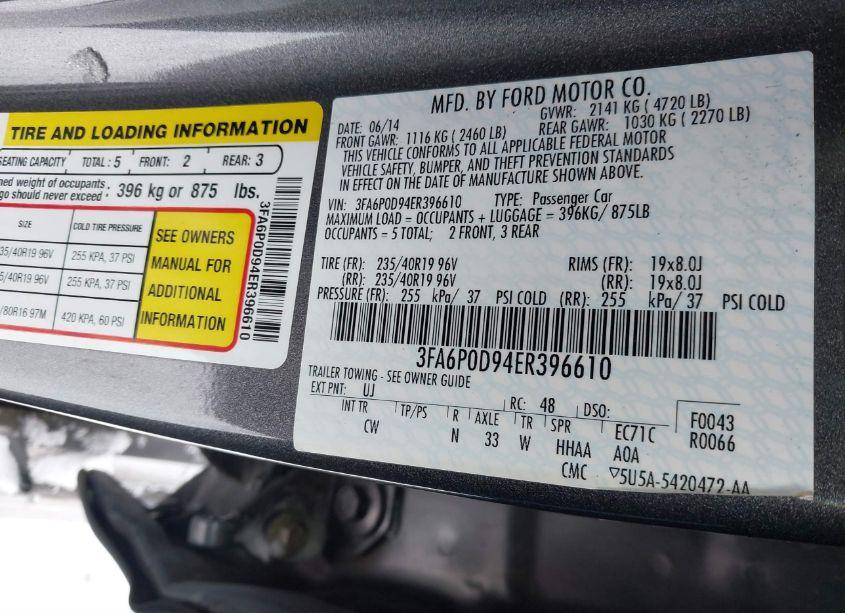 TIRE AND LOADING INFORMATION
SEATING CAPACITY TOTAL : 5 FRONT: 2 REAR: 3
weight of occupants
should never exceed : 396 kg or 875 lbs.
SIZE COLD TIRE PRESSURE
35/40R19 96V 255 KPA, 37 PSI
5/40R19 96V 255 KPA, 37 PSI
/80R16 97M 420 KPA, 60 PSI
SEE OWNERS
MANUAL FOR
ADDITIONAL
INFORMATION
3FA6P0D94ER396610
MFD. BY FORD MOTOR CO.
DATE: 06/14 GVWR: 2141 KG ( 4720 LB)
FRONT GAWR: 1116 KG ( 2460 LB) REAR GAWR: 1030 KG ( 2270 LB)
THIS VEHICLE CONFORMS TO ALL APPLICABLE FEDERAL MOTOR
VEHICLE SAFETY, BUMPER, AND THEFT PREVENTION STANDARDS
IN EFFECT ON THE DATE OF MANUFACTURE SHOWN ABOVE.
VIN: 3FA6P0D94ER396610 TYPE: Passenger Car
MAXIMUM LOAD = OCCUPANTS + LUGGAGE = 396KG/ 875LB
OCCUPANTS = 5 TOTAL; 2 FRONT, 3 REAR
TIRE (FR): 235/40R19 96V RIMS (FR): 19x8.0J
(RR): 235/40R19 96V (RR): 19x8.0J
PRESSURE (FR): 255 kPa/ 37 PSI COLD (RR): 255 kPa/ 37 PSI COLD
3FA6P0D94ER396610
TRAILER TOWING - SEE OWNER GUIDE
EXT PNT: UJ RC: 48 DSO: F0043
INT TR TP/PS R AXLE TR SPR EC71C R0066
CW N 33 W HHAA A0A
CMC ▽5U5A-5420472-AA